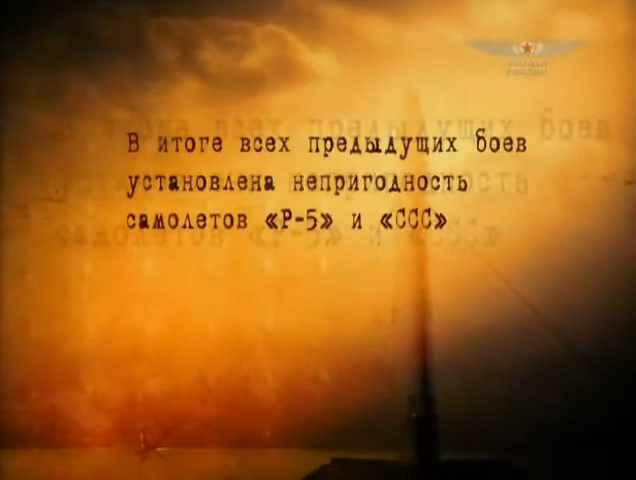 В итоге всех предыдущих боев
установлена непригодность
самолетов «Р-5» и «ССС»